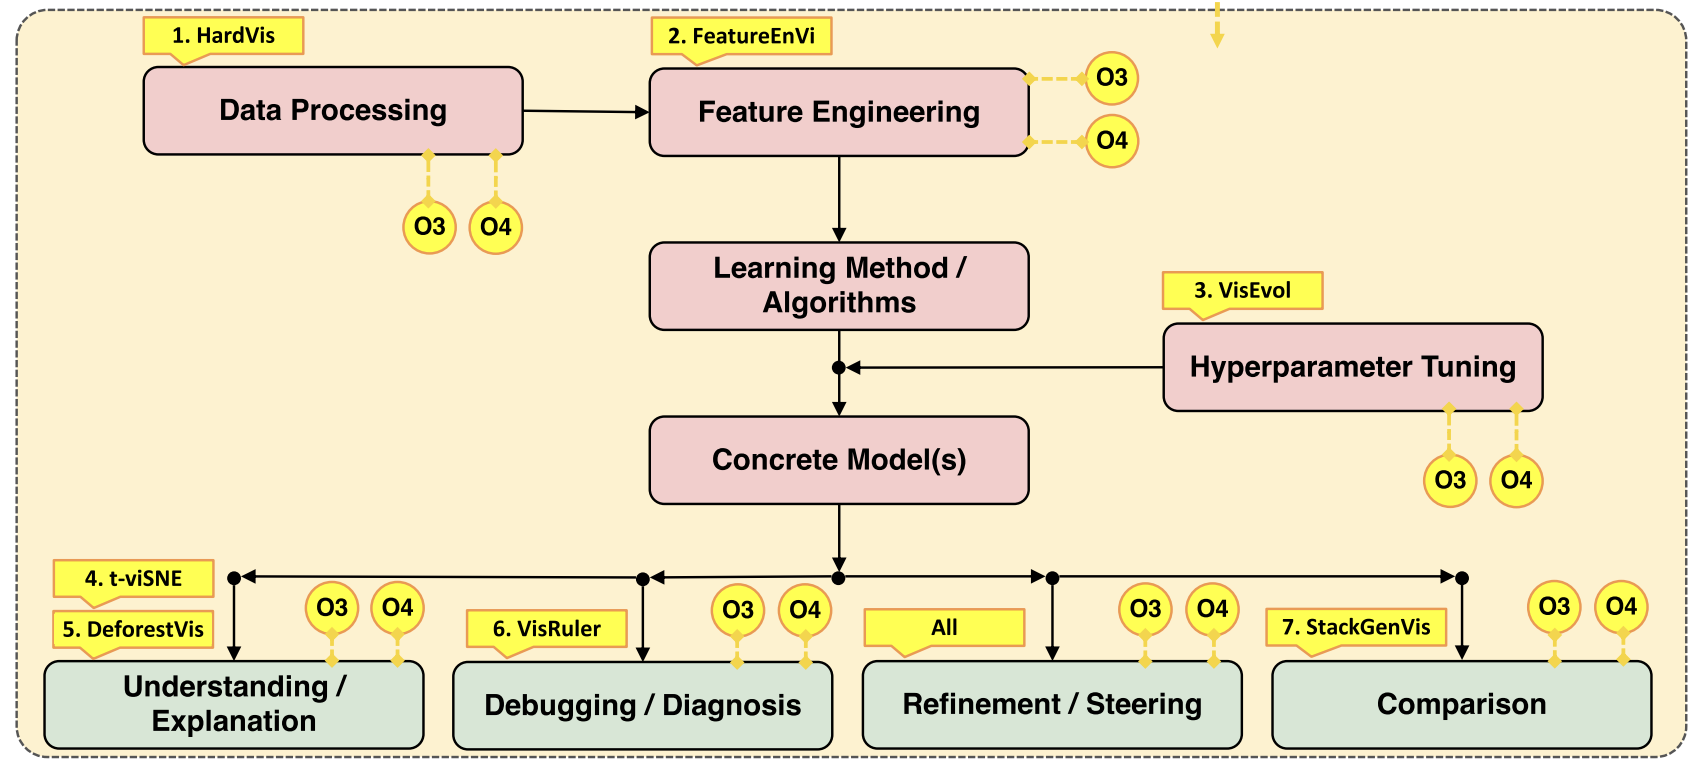 1. HardVis
2. FeatureEnVi
Data Processing
Feature Engineering
O3
O4
O3
O4
Learning Method /
Algorithms
3. VisEvol
Hyperparameter Tuning
Concrete Model(s)
O3
O4
4. t-viSNE
5. DeforestVis
O3
O4
6. VisRuler
O3
O4
All
O3
O4
7. StackGenVis
O3
O4
Understanding /
Explanation
Debugging / Diagnosis
Refinement / Steering
Comparison